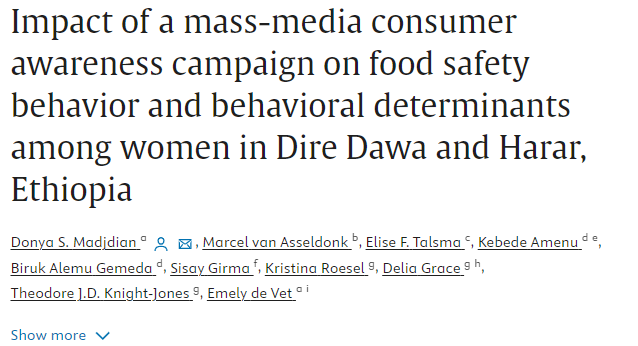 Impact of a mass-media consumer
awareness campaign on food safety
behavior and behavioral determinants
among women in Dire Dawa and Harar,
Ethiopia
Donya S. Madjdian a , Marcel van Asseldonk b, Elise F. Talsma c, Kebede Amenu d e,
Biruk Alemu Gemeda d, Sisay Girma f, Kristina Roesel g, Delia Grace g h,
Theodore J.D. Knight-Jones g, Emely de Vet a i
Show more